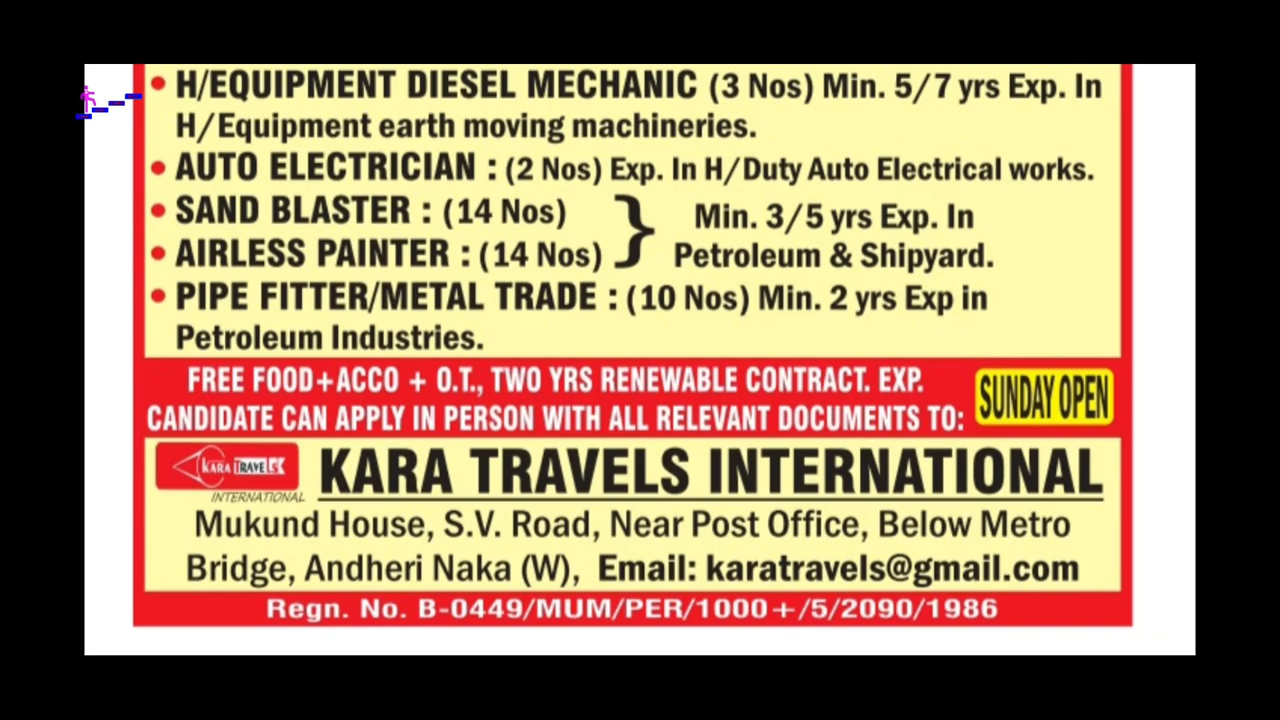 • H/EQUIPMENT DIESEL MECHANIC (3 Nos) Min. 5/7 yrs Exp. In
H/Equipment earth moving machineries.
• AUTO ELECTRICIAN : (2 Nos) Exp. In H/Duty Auto Electrical works.
• SAND BLASTER : (14 Nos)
• AIRLESS PAINTER : (14 Nos)
} Min. 3/5 yrs Exp. In
Petroleum & Shipyard.
• PIPE FITTER/METAL TRADE : (10 Nos) Min. 2 yrs Exp in
Petroleum Industries.
FREE FOOD+ACCO + O.T., TWO YRS RENEWABLE CONTRACT. EXP.
CANDIDATE CAN APPLY IN PERSON WITH ALL RELEVANT DOCUMENTS TO:
SUNDAY OPEN
KARA TRAVELS
INTERNATIONAL
KARA TRAVELS INTERNATIONAL
Mukund House, S.V. Road, Near Post Office, Below Metro
Bridge, Andheri Naka (W), Email: karatravels@gmail.com
Regn. No. B-0449/MUM/PER/1000+/5/2090/1986